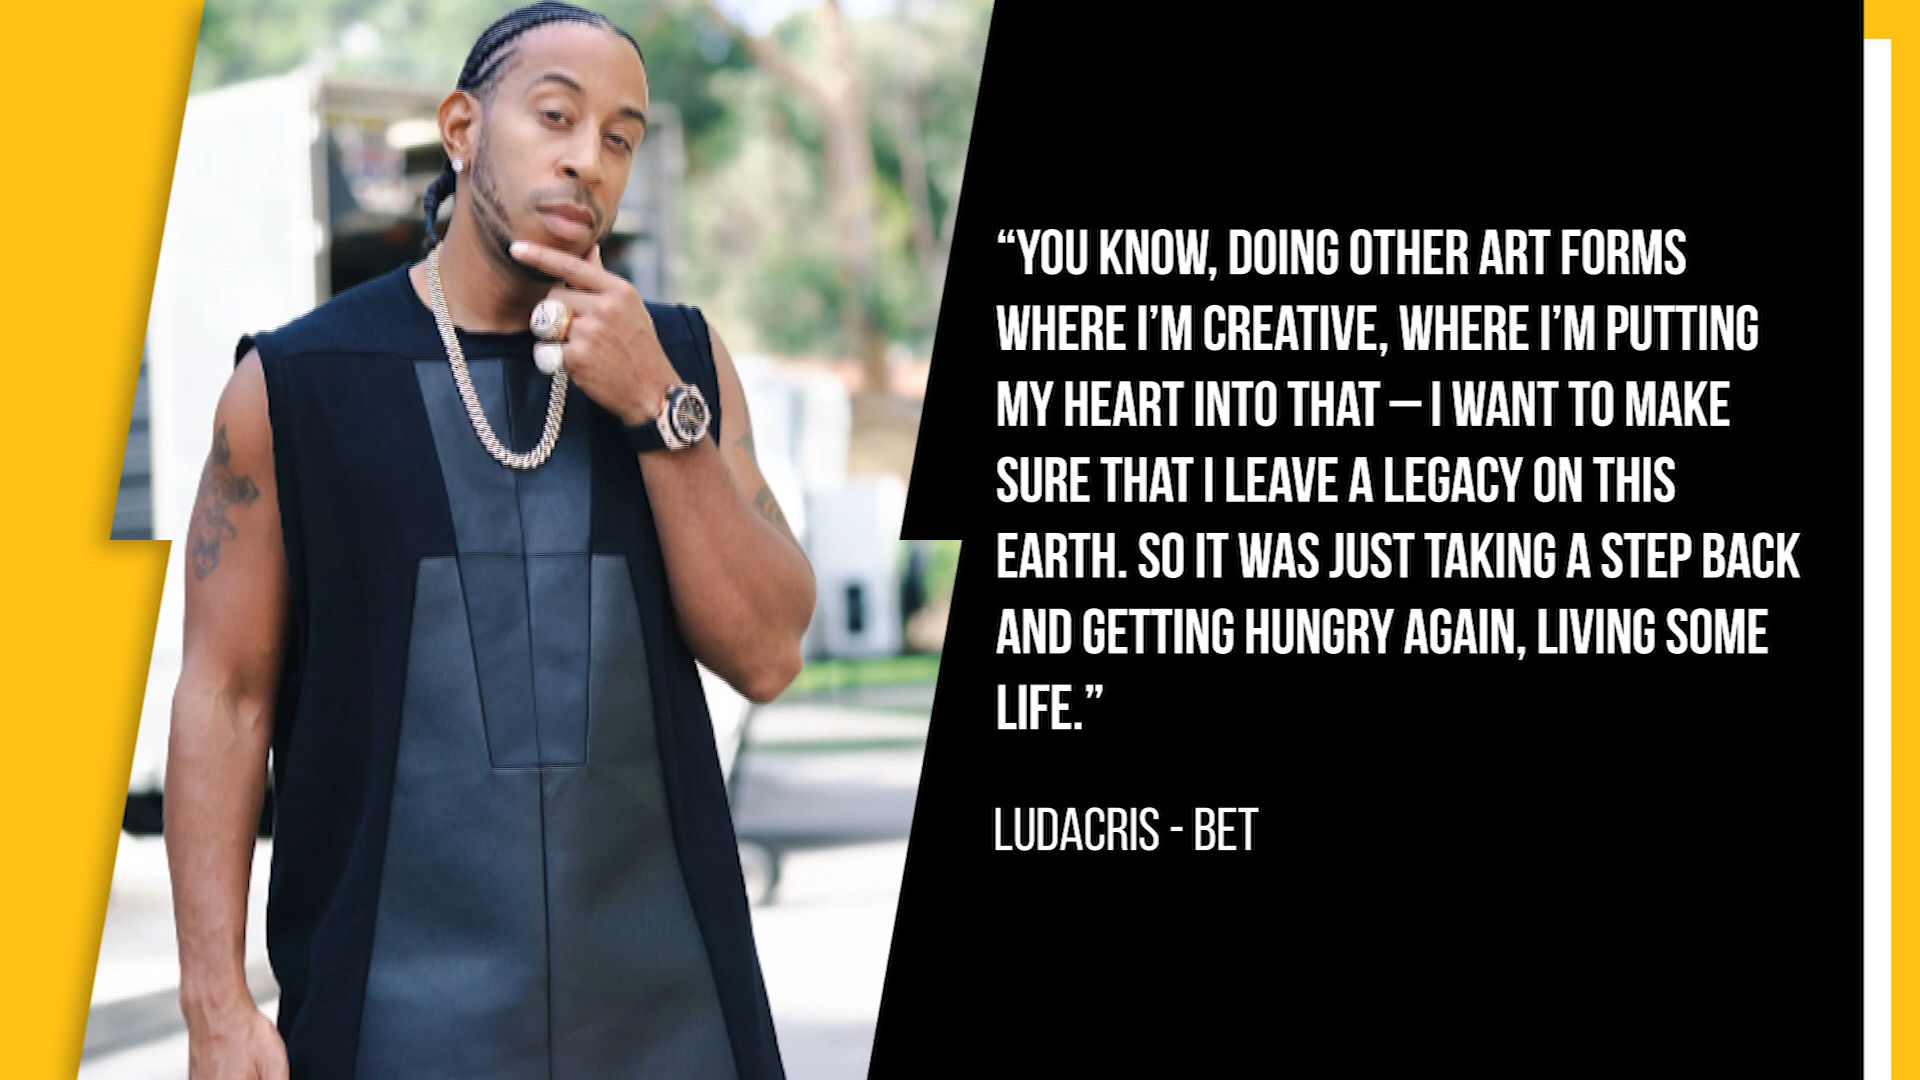 “YOU KNOW, DOING OTHER ART FORMS
WHERE I’M CREATIVE, WHERE I’M PUTTING
MY HEART INTO THAT – I WANT TO MAKE
SURE THAT I LEAVE A LEGACY ON THIS
EARTH. SO IT WAS JUST TAKING A STEP BACK
AND GETTING HUNGRY AGAIN, LIVING SOME
LIFE.”
LUDACRIS - BET